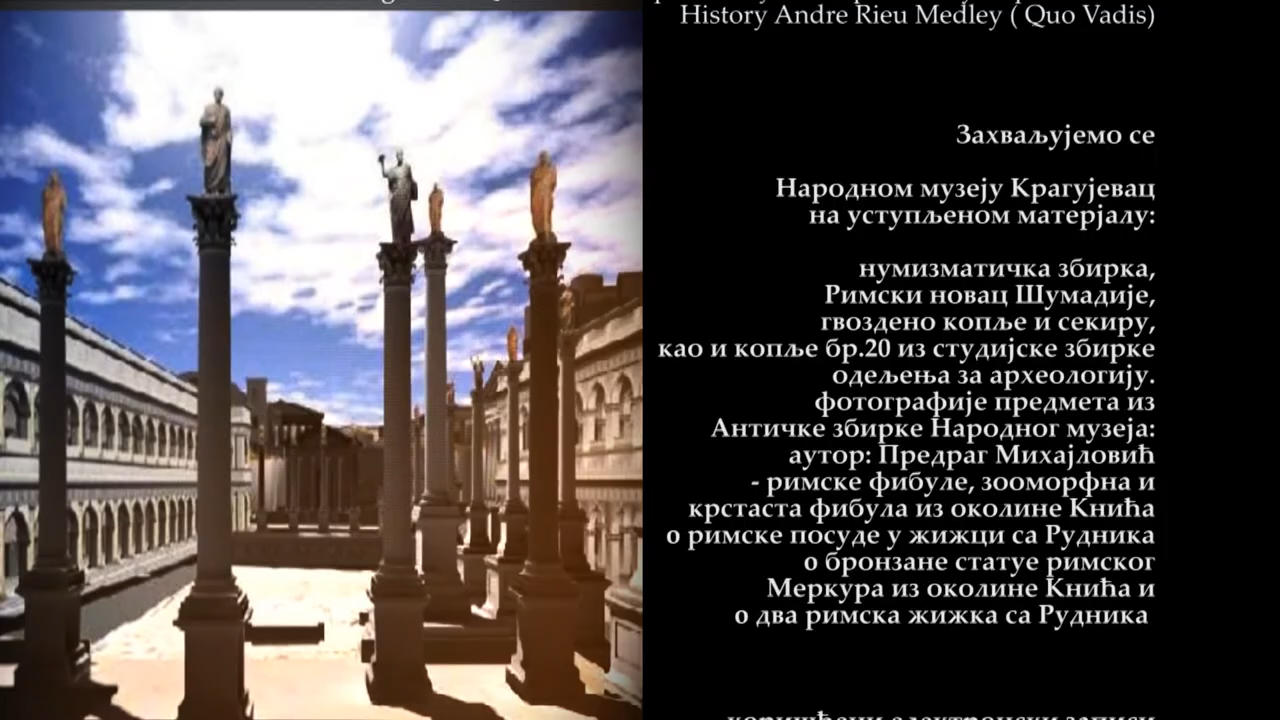 History Andre Rieu Medley ( Quo Vadis)
Захваљујемо се
Народном музеју Крагујевац
на уступљеном матерјалу:
нумизматичка збирка,
Римски новац Шумадије,
гвоздено копље и секиру,
као и копље бр.20 из студијске збирке
одељења за археологију.
фотографије предмета из
Античке збирке Народног музеја:
аутор: Предраг Михајловић
- римске фибуле, зооморфна и
крстаста фибула из околине Кнића
о римске посуде у жижци са Рудника
о бронзане статуе римског
Меркура из околине Кнића и
о два римска жижка са Рудника
коришћени електронски записи